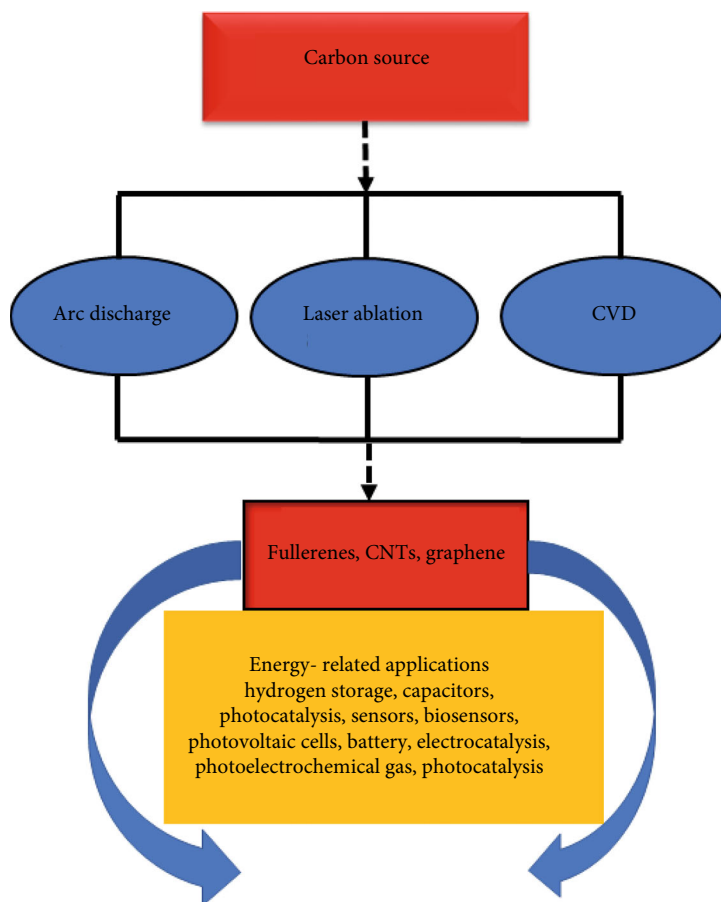 Carbon source
Arc discharge
Laser ablation
CVD
Fullerenes, CNTs, graphene
Energy- related applications
hydrogen storage, capacitors,
photocatalysis, sensors, biosensors,
photovoltaic cells, battery, electrocatalysis,
photoelectrochemical gas, photocatalysis